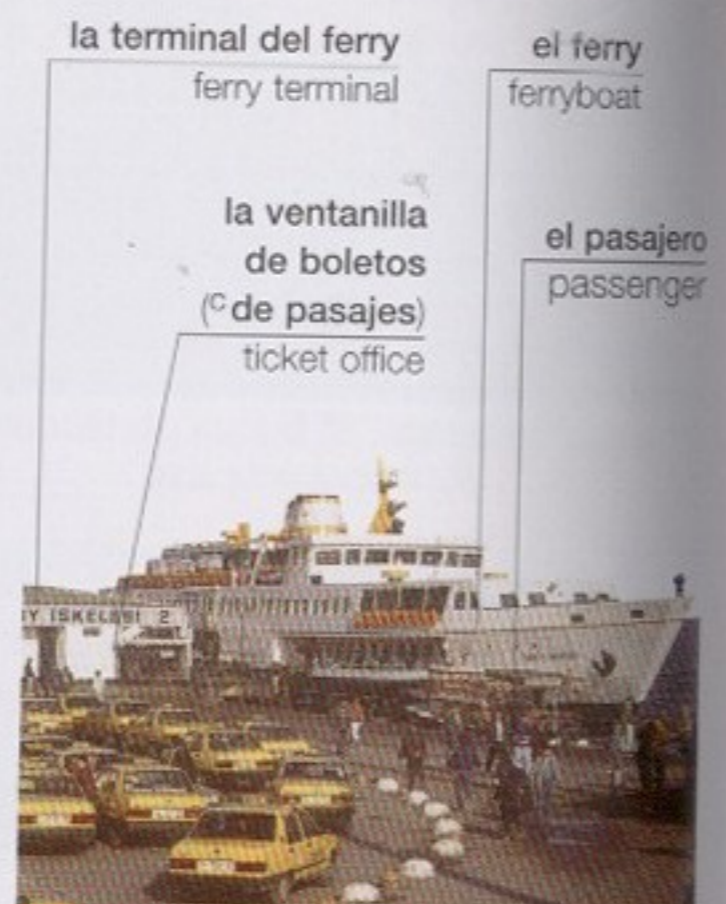 la terminal del ferry
ferry terminal
el ferry
ferryboat
la ventanilla
de boletos
(C de pasajes)
ticket office
el pasajero
passenger
Y ISKELESI 2